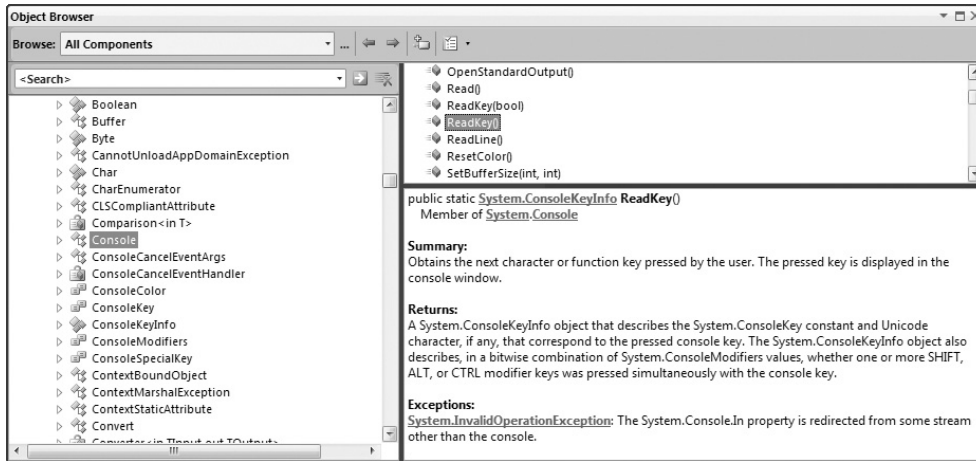 Object Browser
Browse: All Components
...
<Search>
Boolean
Buffer
Byte
CannotUnloadAppDomainException
Char
CharEnumerator
CLSCompliantAttribute
Comparison<in T>
Console
ConsoleCancelEventArgs
ConsoleCancelEventHandler
ConsoleColor
ConsoleKey
ConsoleKeyInfo
ConsoleModifiers
ConsoleSpecialKey
ContextBoundObject
ContextMarshalException
ContextStaticAttribute
Convert
Converter<in TInput,out TOutput>
OpenStandardOutput()
Read()
ReadKey(bool)
ReadKey()
ReadLine()
ResetColor()
SetBufferSize(int, int)
public static System.ConsoleKeyInfo ReadKey()
Member of System.Console
Summary:
Obtains the next character or function key pressed by the user. The pressed key is displayed in the
console window.
Returns:
A System.ConsoleKeyInfo object that describes the System.ConsoleKey constant and Unicode
character, if any, that correspond to the pressed console key. The System.ConsoleKeyInfo object also
describes, in a bitwise combination of System.ConsoleModifiers values, whether one or more SHIFT,
ALT, or CTRL modifier keys was pressed simultaneously with the console key.
Exceptions:
System.InvalidOperationException: The System.Console.In property is redirected from some stream
other than the console.